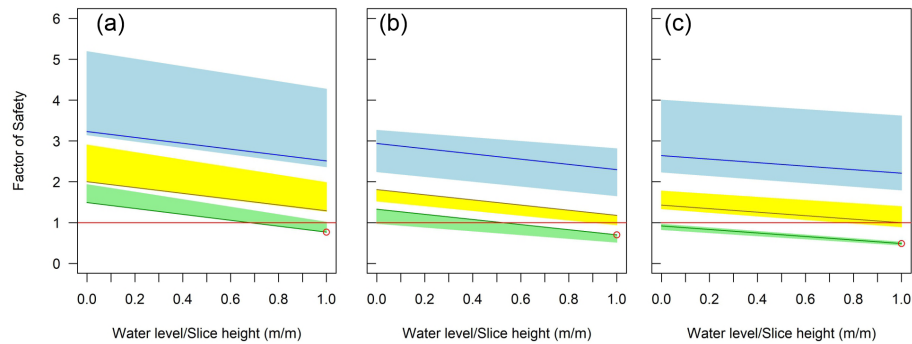 (a) (b) (c)
6
5
4
3
2
1
0
Factor of Safety
0.0 0.2 0.4 0.6 0.8 1.0 0.0 0.2 0.4 0.6 0.8 1.0 0.0 0.2 0.4 0.6 0.8 1.0
Water level/Slice height (m/m) Water level/Slice height (m/m) Water level/Slice height (m/m)